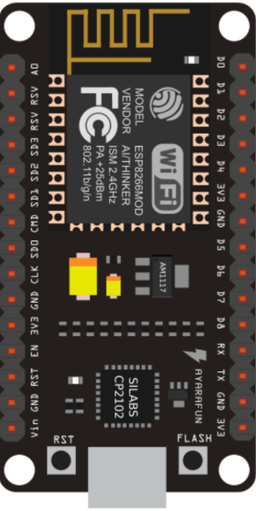 A0
RSV
RSV
SD3
SD2
SD1
CMD
SD0
CLK
GND
3V3
EN
RST
GND
Vin
D0
D1
D2
D3
D4
3V3
GND
D5
D6
D7
D8
RX
TX
GND
3V3
MODEL ESP8266MOD
VENDOR AI/THINKER
ISM 2.4GHz
PA +25dBm
802.11b/g/n
FC
Wi Fi
AM1117
AYARAFUN
SILABS
CP2102
RST
FLASH